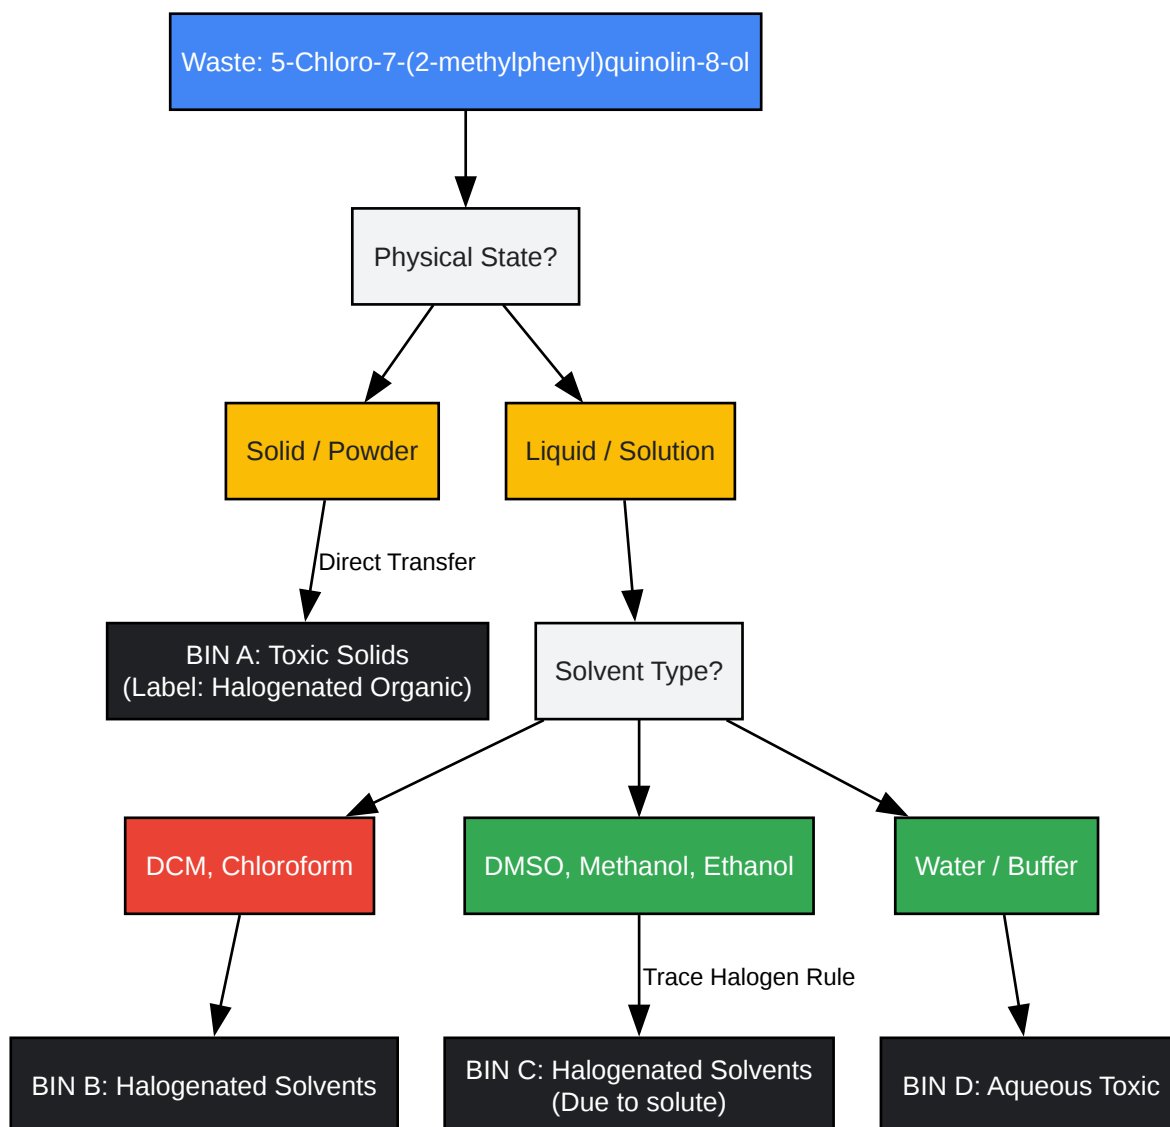 Waste: 5-Chloro-7-(2-methylphenyl)quinolin-8-ol
Physical State?
Solid / Powder
Liquid / Solution
Direct Transfer
BIN A: Toxic Solids
(Label: Halogenated Organic)
Solvent Type?
DCM, Chloroform
DMSO, Methanol, Ethanol
Water / Buffer
Trace Halogen Rule
BIN B: Halogenated Solvents
BIN C: Halogenated Solvents
(Due to solute)
BIN D: Aqueous Toxic